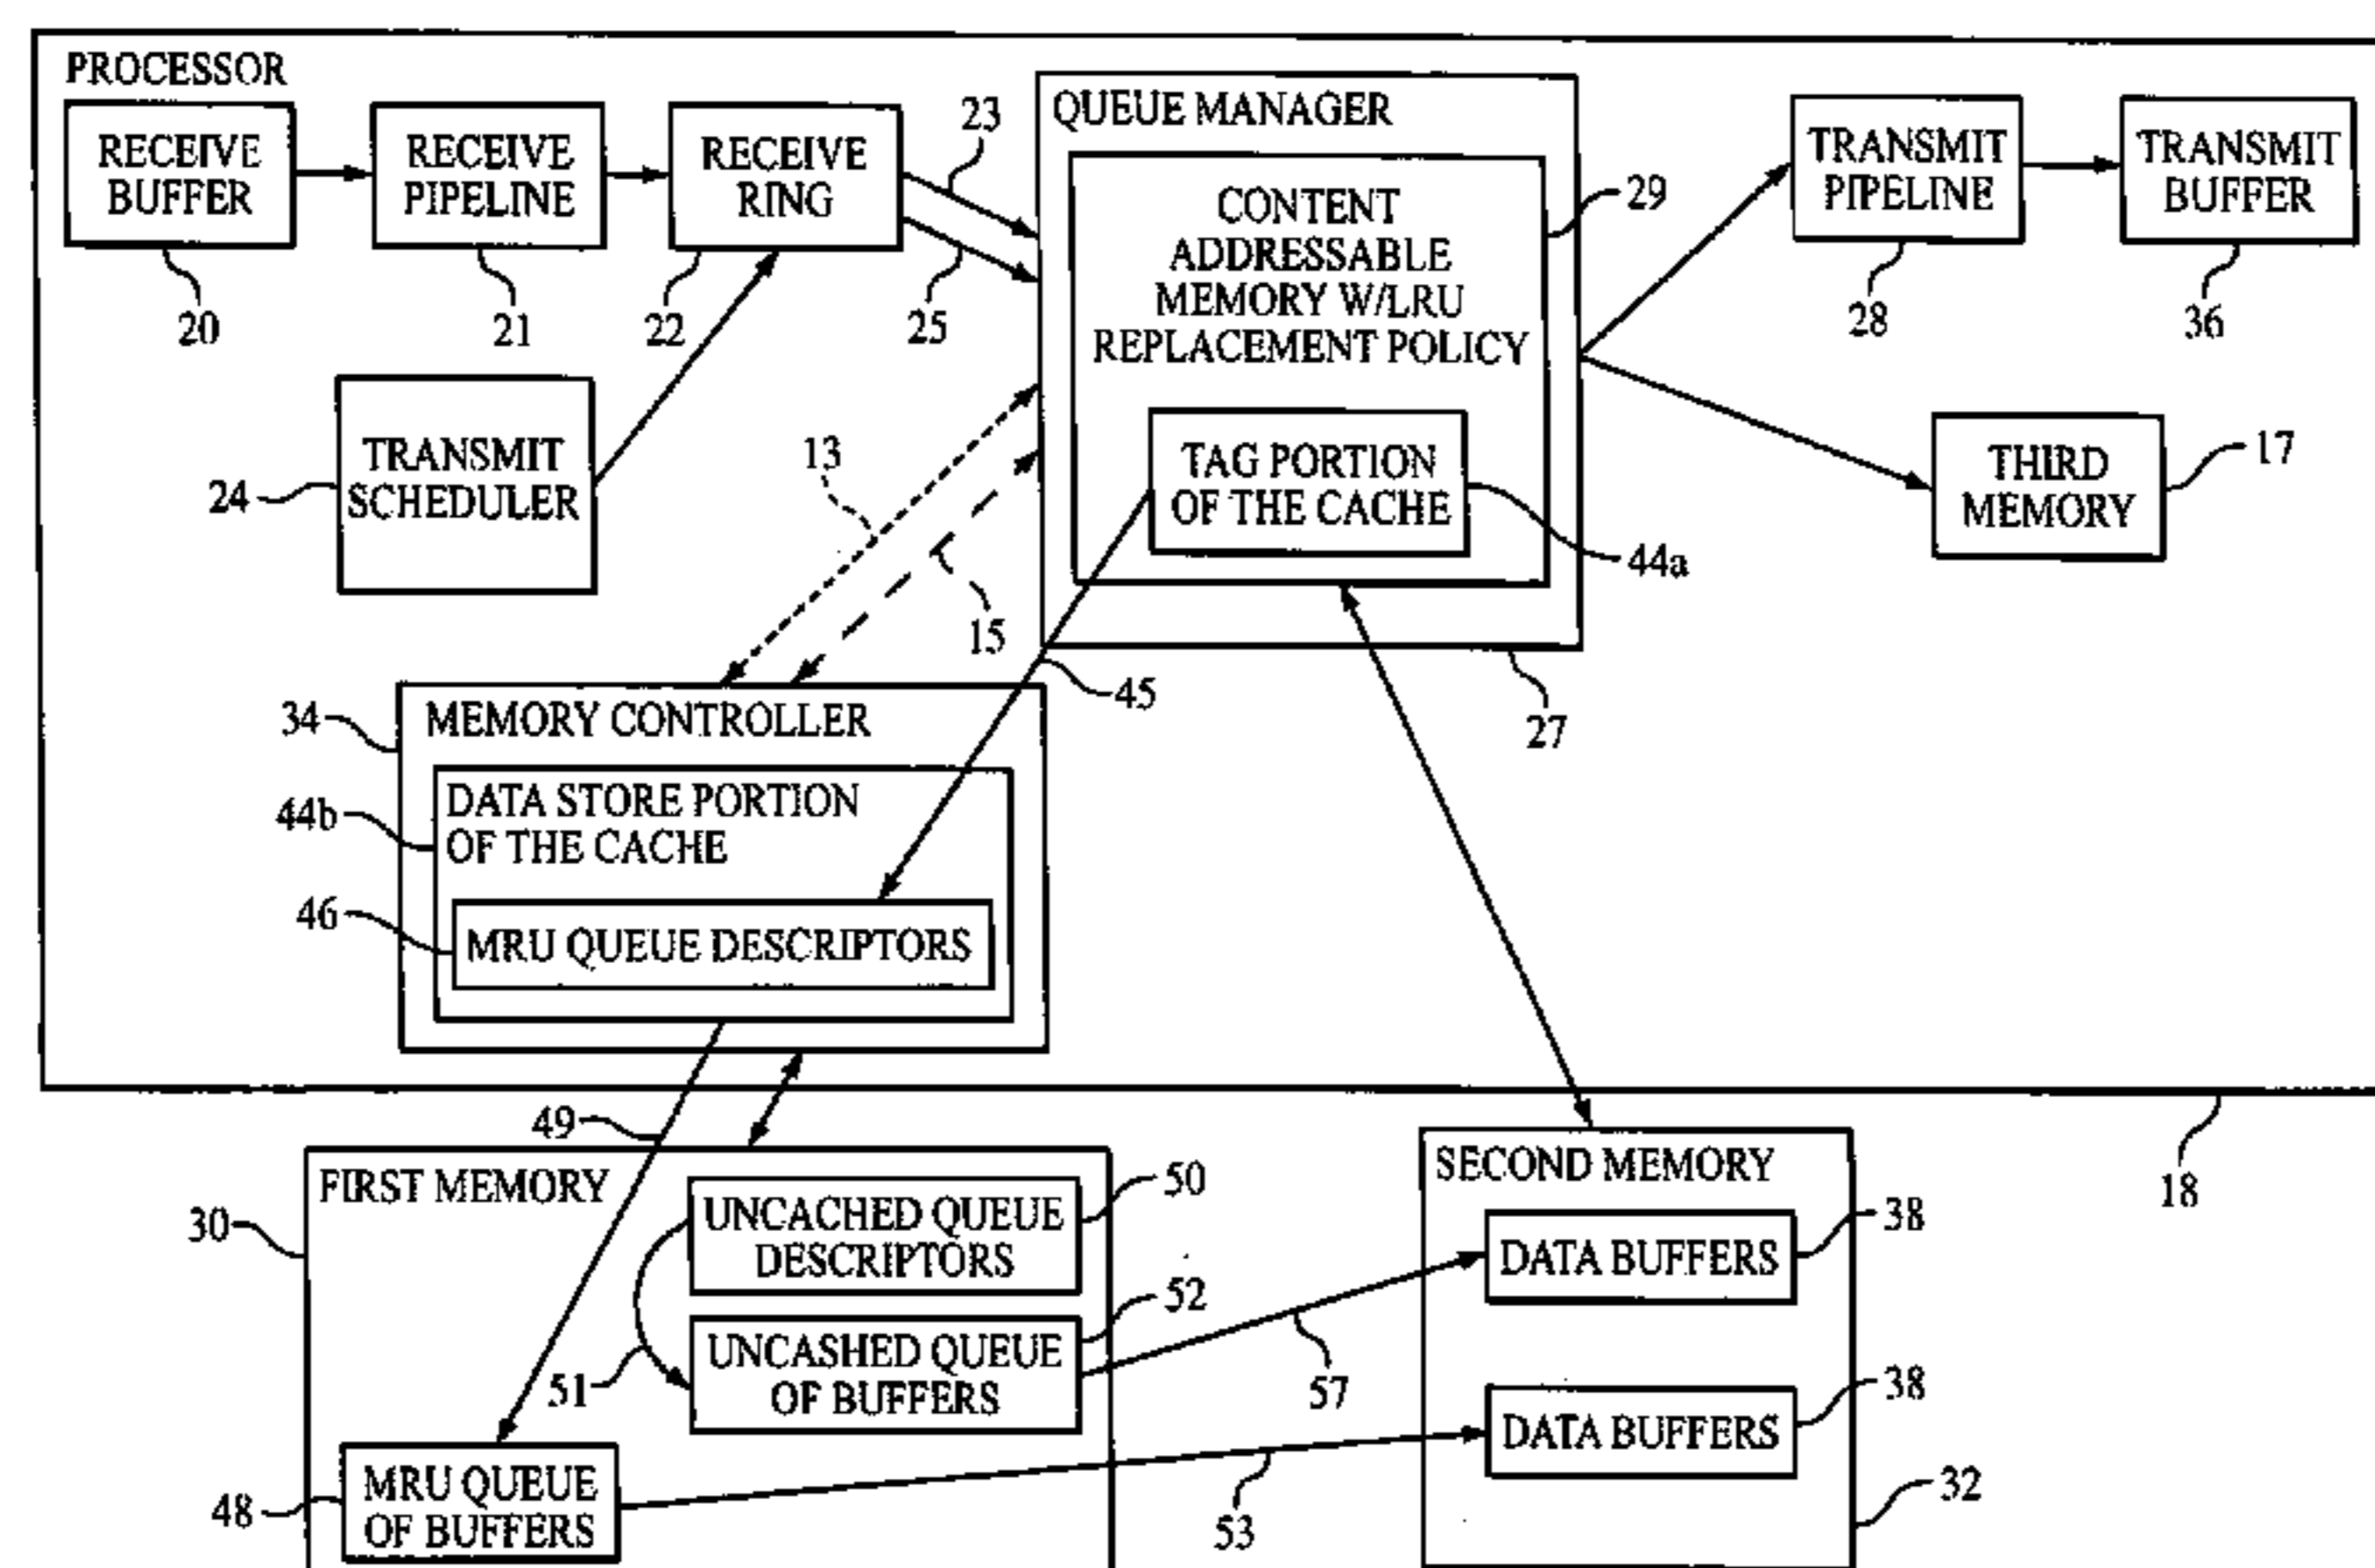 PROCESSOR
RECEIVE
BUFFER
20
RECEIVE
PIPELINE
21
RECEIVE
RING
22
23
25
QUEUE MANAGER
CONTENT
ADDRESSABLE
MEMORY W/LRU
REPLACEMENT POLICY
29
TAG PORTION
OF THE CACHE
44a
27
TRANSMIT
PIPELINE
28
TRANSMIT
BUFFER
36
THIRD
MEMORY
17
24
TRANSMIT
SCHEDULER
13
15
45
34
MEMORY CONTROLLER
44b
DATA STORE PORTION
OF THE CACHE
46
MRU QUEUE DESCRIPTORS
49
18
30
FIRST MEMORY
UNCACHED QUEUE
DESCRIPTORS
50
51
UNCASHED QUEUE
OF BUFFERS
52
57
48
MRU QUEUE
OF BUFFERS
53
SECOND MEMORY
DATA BUFFERS
38
DATA BUFFERS
38
32